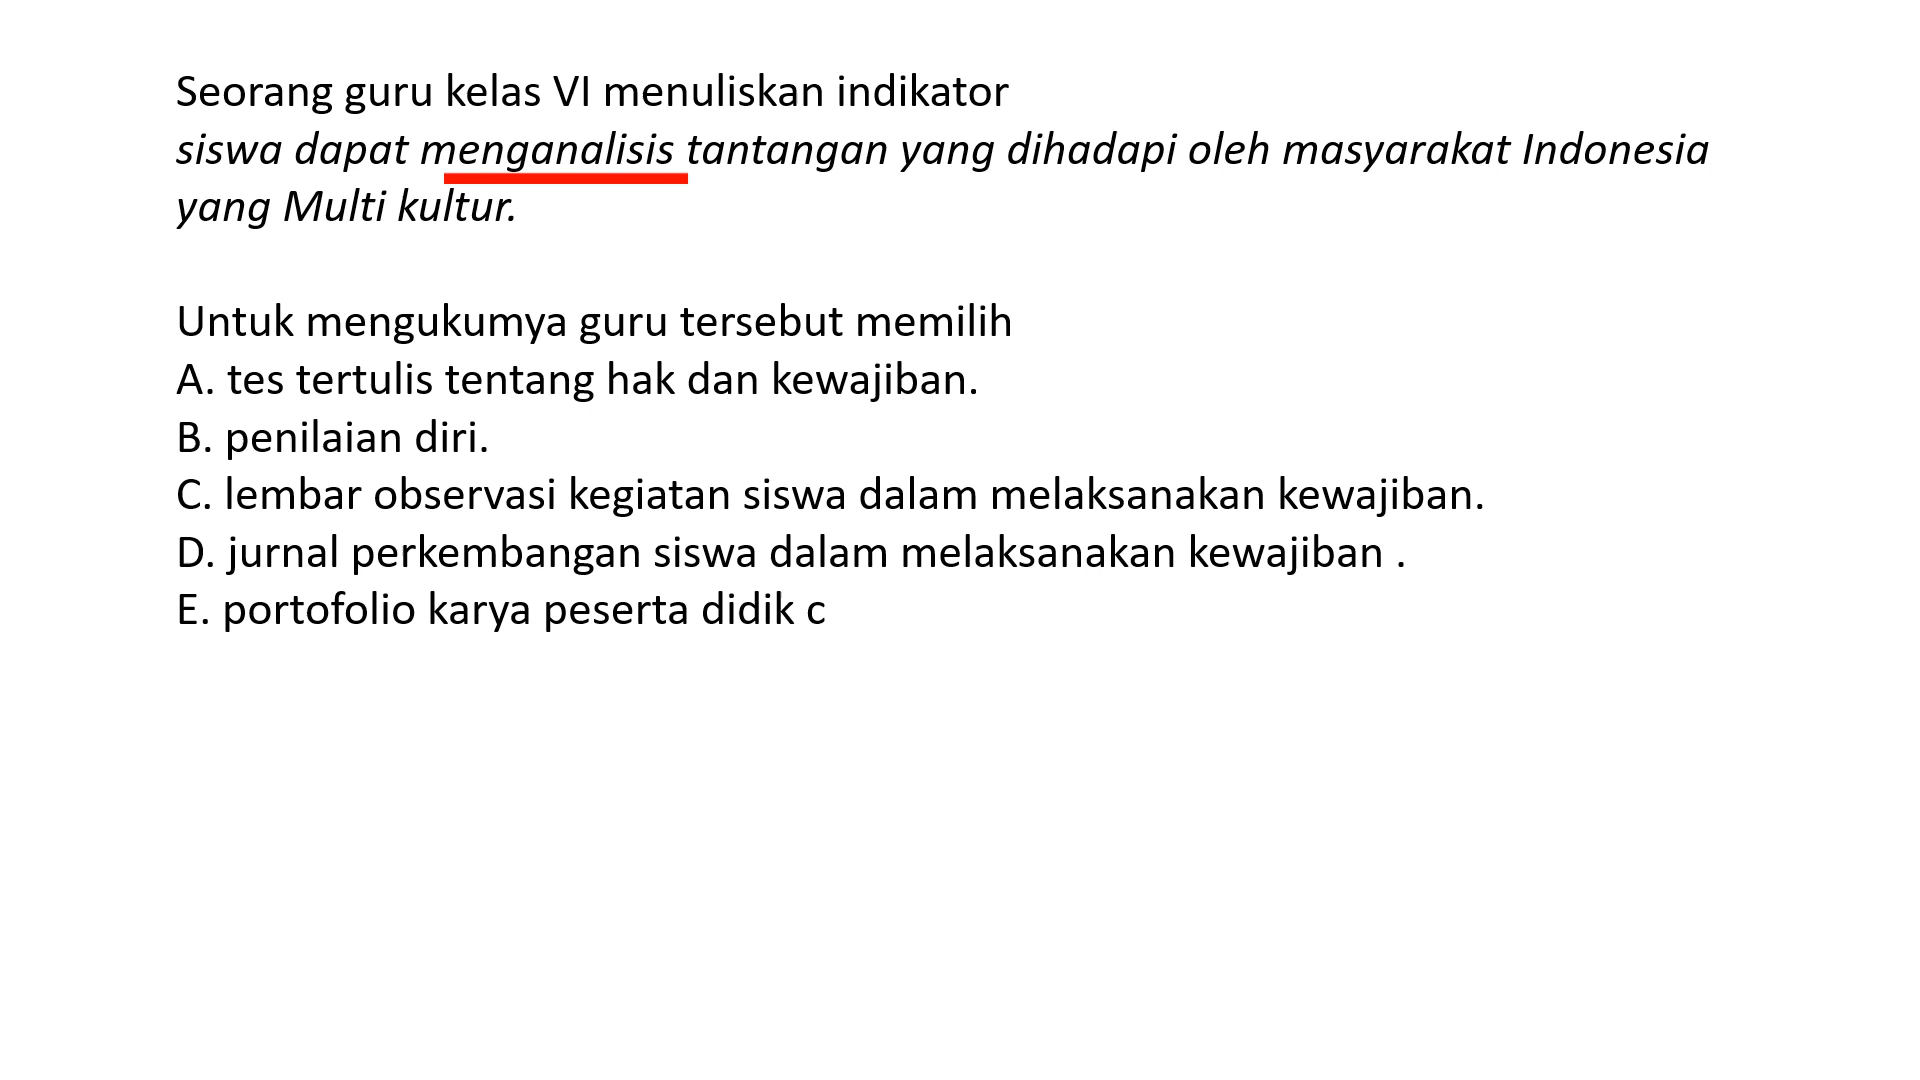 Seorang guru kelas VI menuliskan indikator
siswa dapat menganalisis tantangan yang dihadapi oleh masyarakat Indonesia
yang Multi kultur.
Untuk mengukumya guru tersebut memilih
A. tes tertulis tentang hak dan kewajiban.
B. penilaian diri.
C. lembar observasi kegiatan siswa dalam melaksanakan kewajiban.
D. jurnal perkembangan siswa dalam melaksanakan kewajiban .
E. portofolio karya peserta didik c